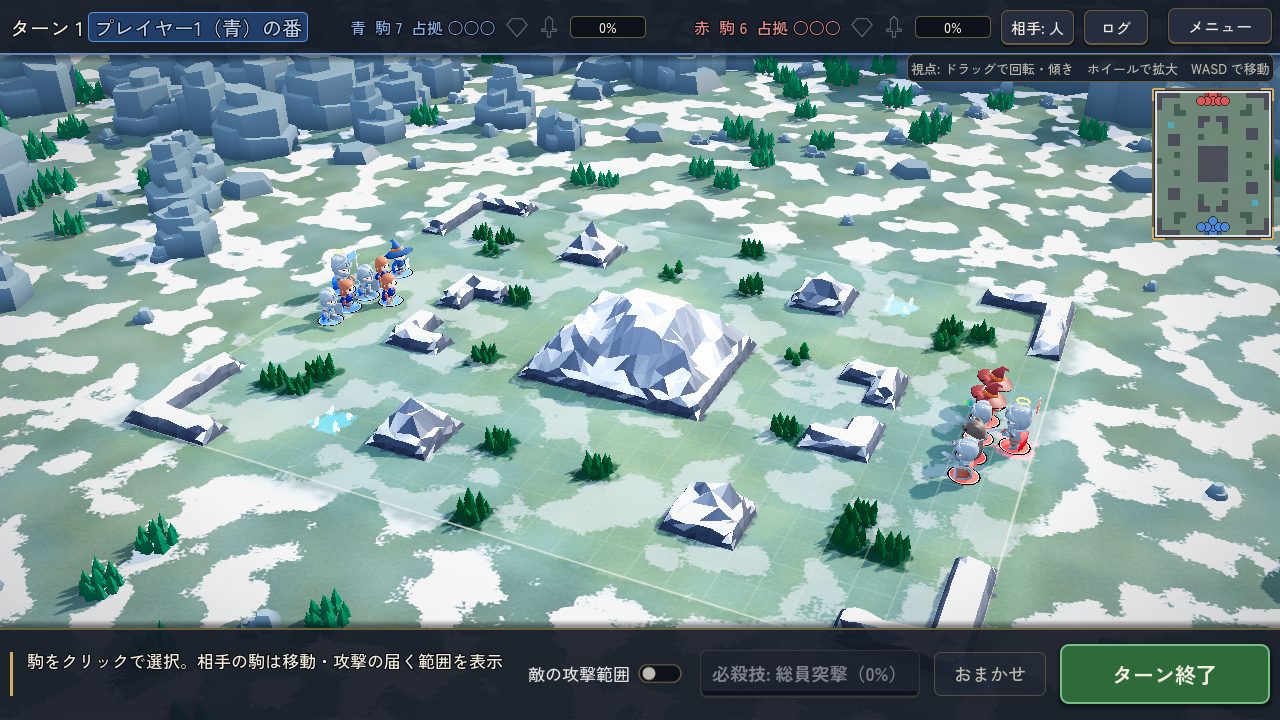 ターン 1 プレイヤー1（青）の番 青 駒 7 占拠 〇〇〇 0% 赤 駒 6 占拠 〇〇〇 0% 相手: 人 ログ メニュー
視点: ドラッグで回転・傾き ホイールで拡大 WASD で移動
駒をクリックで選択。相手の駒は移動・攻撃の届く範囲を表示
敵の攻撃範囲 必殺技: 総員突撃（0%） おまかせ ターン終了